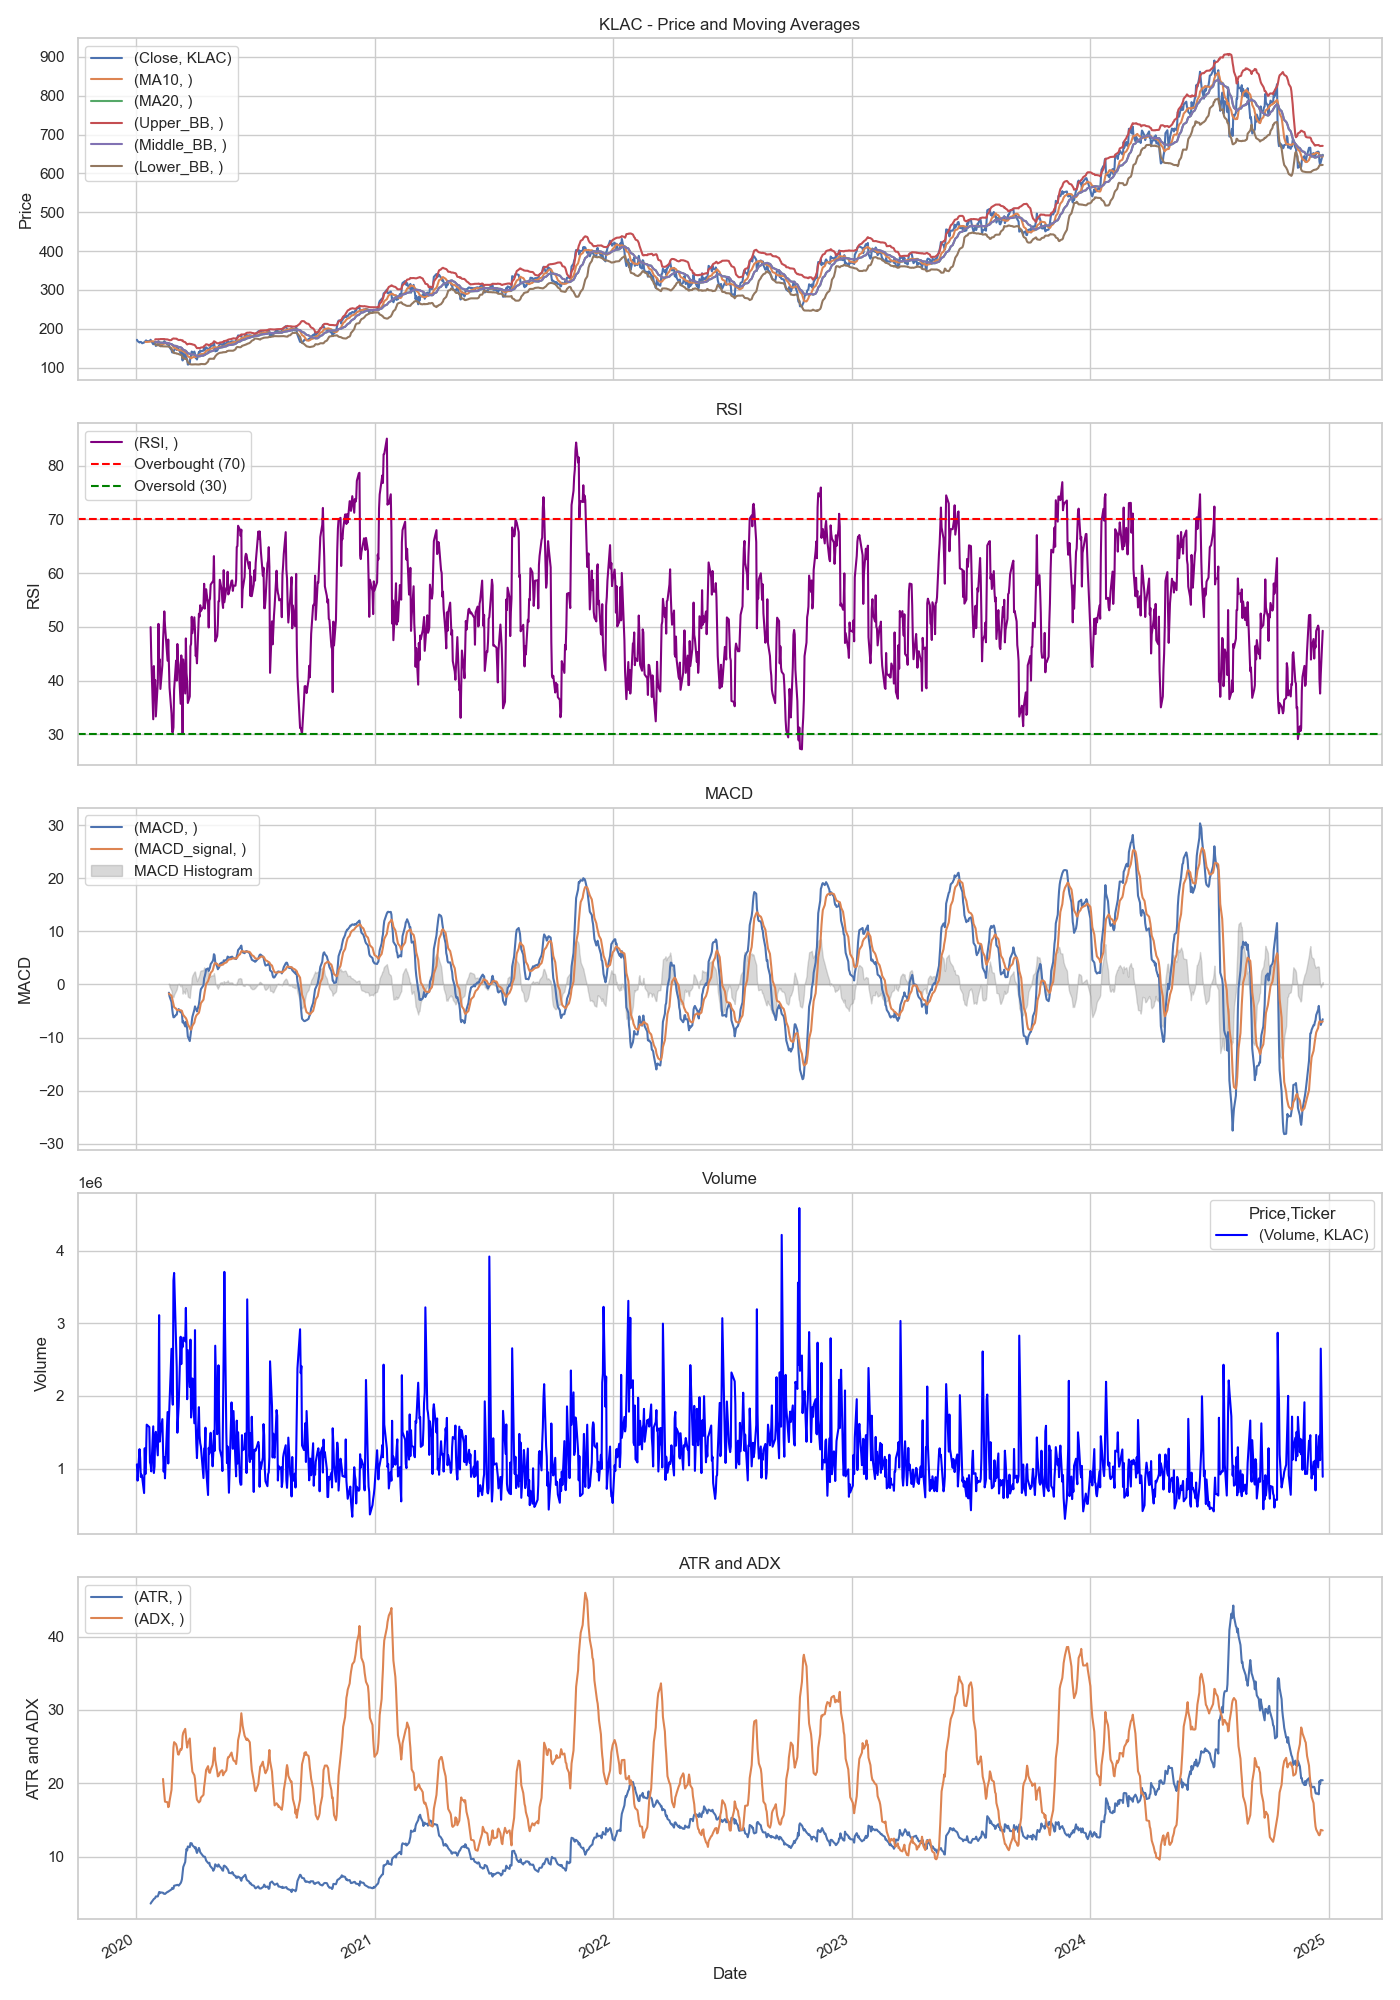 KLAC - Price and Moving Averages
(Close, KLAC)
(MA10, )
(MA20, )
(Upper_BB, )
(Middle_BB, )
(Lower_BB, )
Price
900
800
700
600
500
400
300
200
100
RSI
(RSI, )
Overbought (70)
Oversold (30)
RSI
80
70
60
50
40
30
MACD
(MACD, )
(MACD_signal, )
MACD Histogram
MACD
30
20
10
0
−10
−20
−30
Volume
1e6
Price,Ticker
(Volume, KLAC)
Volume
4
3
2
1
ATR and ADX
(ATR, )
(ADX, )
ATR and ADX
40
30
20
10
2020
2021
2022
2023
2024
2025
Date